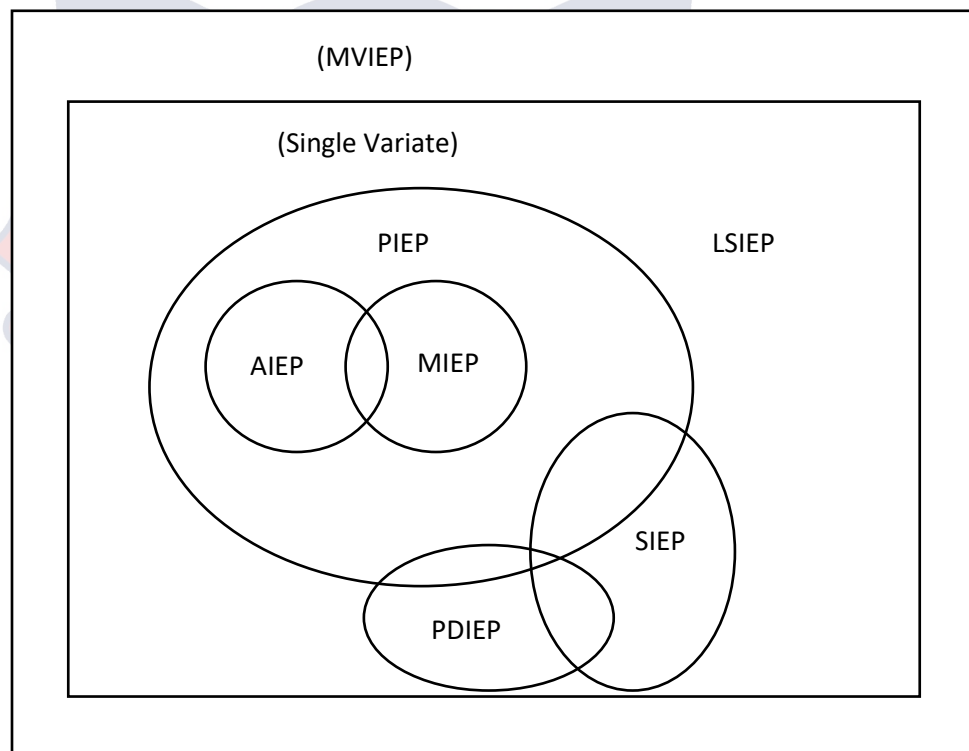 (MVIEP)
(Single Variate)
PIEP
LSIEP
AIEP
MIEP
SIEP
PDIEP